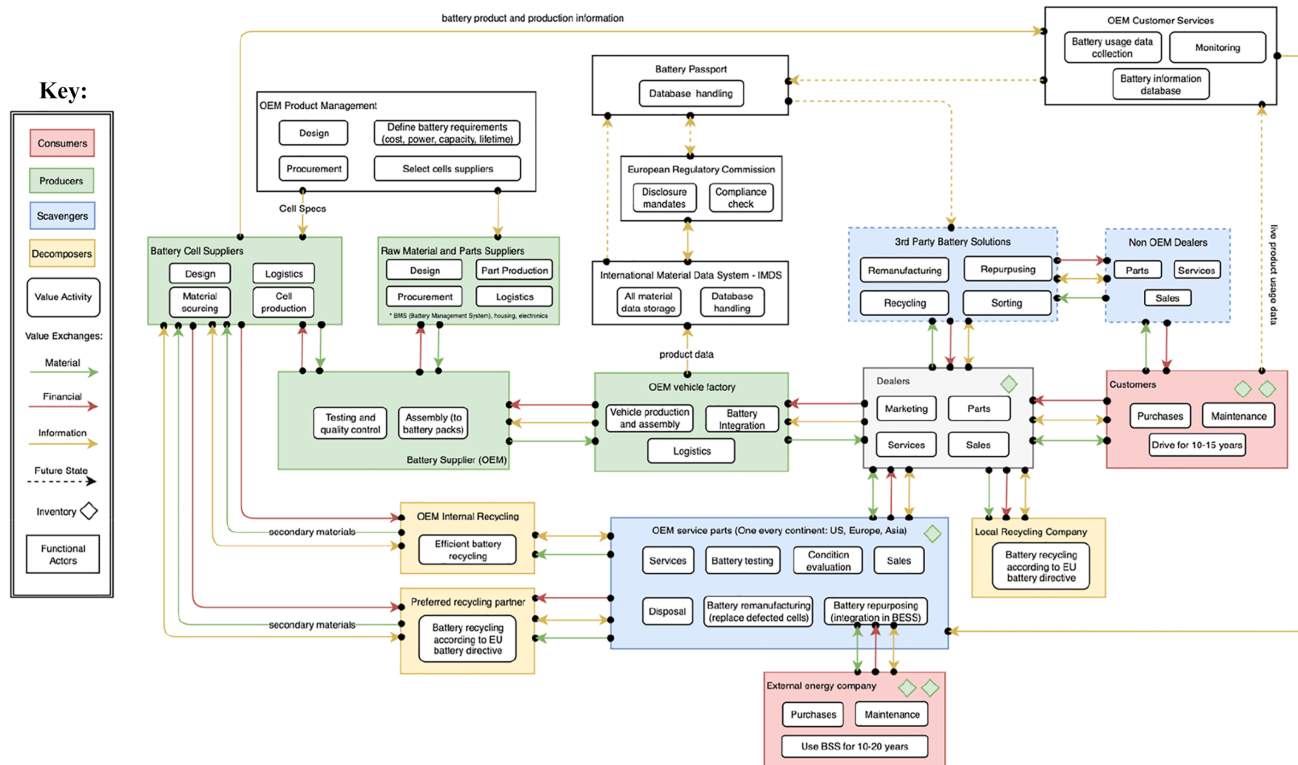 battery product and production information
OEM Customer Services
Battery usage data
collection
Monitoring
Battery information
database
Key:
Consumers
Producers
Scavengers
Decomposers
Value Activity
Value Exchanges:
Material
Financial
Information
Future State
Inventory
Functional
Actors
Battery Passport
Database handling
OEM Product Management
Design
Define battery requirements
(cost, power, capacity, lifetime)
Procurement
Select cells suppliers
European Regulatory Commission
Disclosure
mandates
Compliance
check
Cell Specs
live product usage data
Battery Cell Suppliers
Design
Logistics
Material
sourcing
Cell
production
Raw Material and Parts Suppliers
Design
Part Production
Procurement
Logistics
* BMS (Battery Management System), housing, electronics
International Material Data System - IMDS
All material
data storage
Database
handling
3rd Party Battery Solutions
Remanufacturing
Repurpusing
Recycling
Sorting
Non OEM Dealers
Parts
Services
Sales
product data
Testing and
quality control
Assembly (to
battery packs)
Battery Supplier (OEM)
OEM vehicle factory
Vehicle production
and assembly
Battery
Integration
Logistics
Dealers
Marketing
Parts
Services
Sales
Customers
Purchases
Maintenance
Drive for 10-15 years
OEM Internal Recycling
Efficient battery
recycling
secondary materials
OEM service parts (One every continent: US, Europe, Asia)
Services
Battery testing
Condition
evaluation
Sales
Disposal
Battery remanufacturing
(replace defected cells)
Battery repurposing
(integration in BESS)
Local Recycling Company
Battery recycling
according to EU
battery directive
Preferred recycling partner
Battery recycling
according to EU
battery directive
secondary materials
External energy company
Purchases
Maintenance
Use BSS for 10-20 years